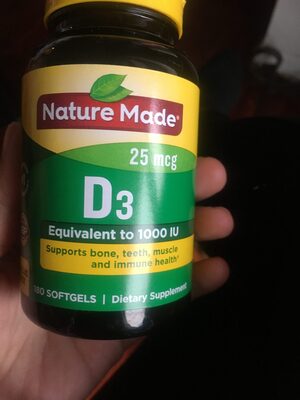 Nature Made®
25 mcg
D3
Equivalent to 1000 IU
Supports bone, teeth, muscle
and immune health†
180 SOFTGELS | Dietary Supplement